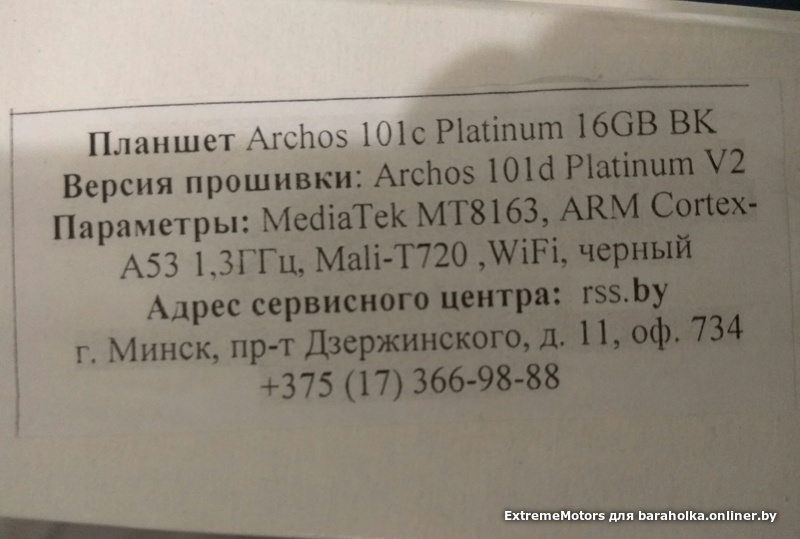 Планшет Archos 101c Platinum 16GB BK
Версия прошивки: Archos 101d Platinum V2
Параметры: MediaTek MT8163, ARM Cortex-
A53 1,3ГГц, Mali-T720 ,WiFi, черный
Адрес сервисного центра: rss.by
г. Минск, пр-т Дзержинского, д. 11, оф. 734
+375 (17) 366-98-88
ExtremeMotors для baraholka.onliner.by